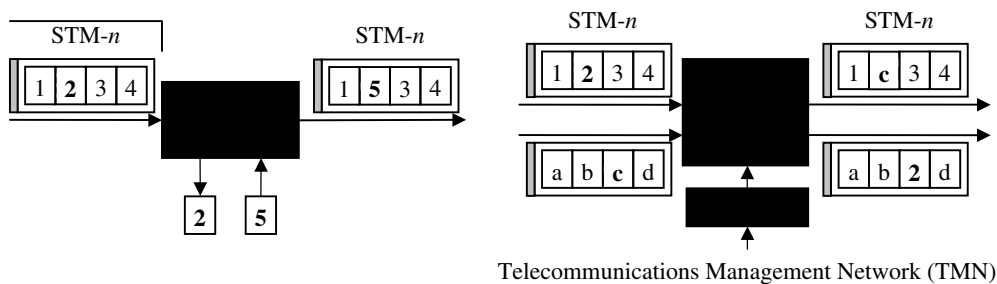 STM-n STM-n
1 2 3 4 1 5 3 4
2 5
STM-n STM-n
1 2 3 4 1 c 3 4
a b c d a b 2 d
Telecommunications Management Network (TMN)